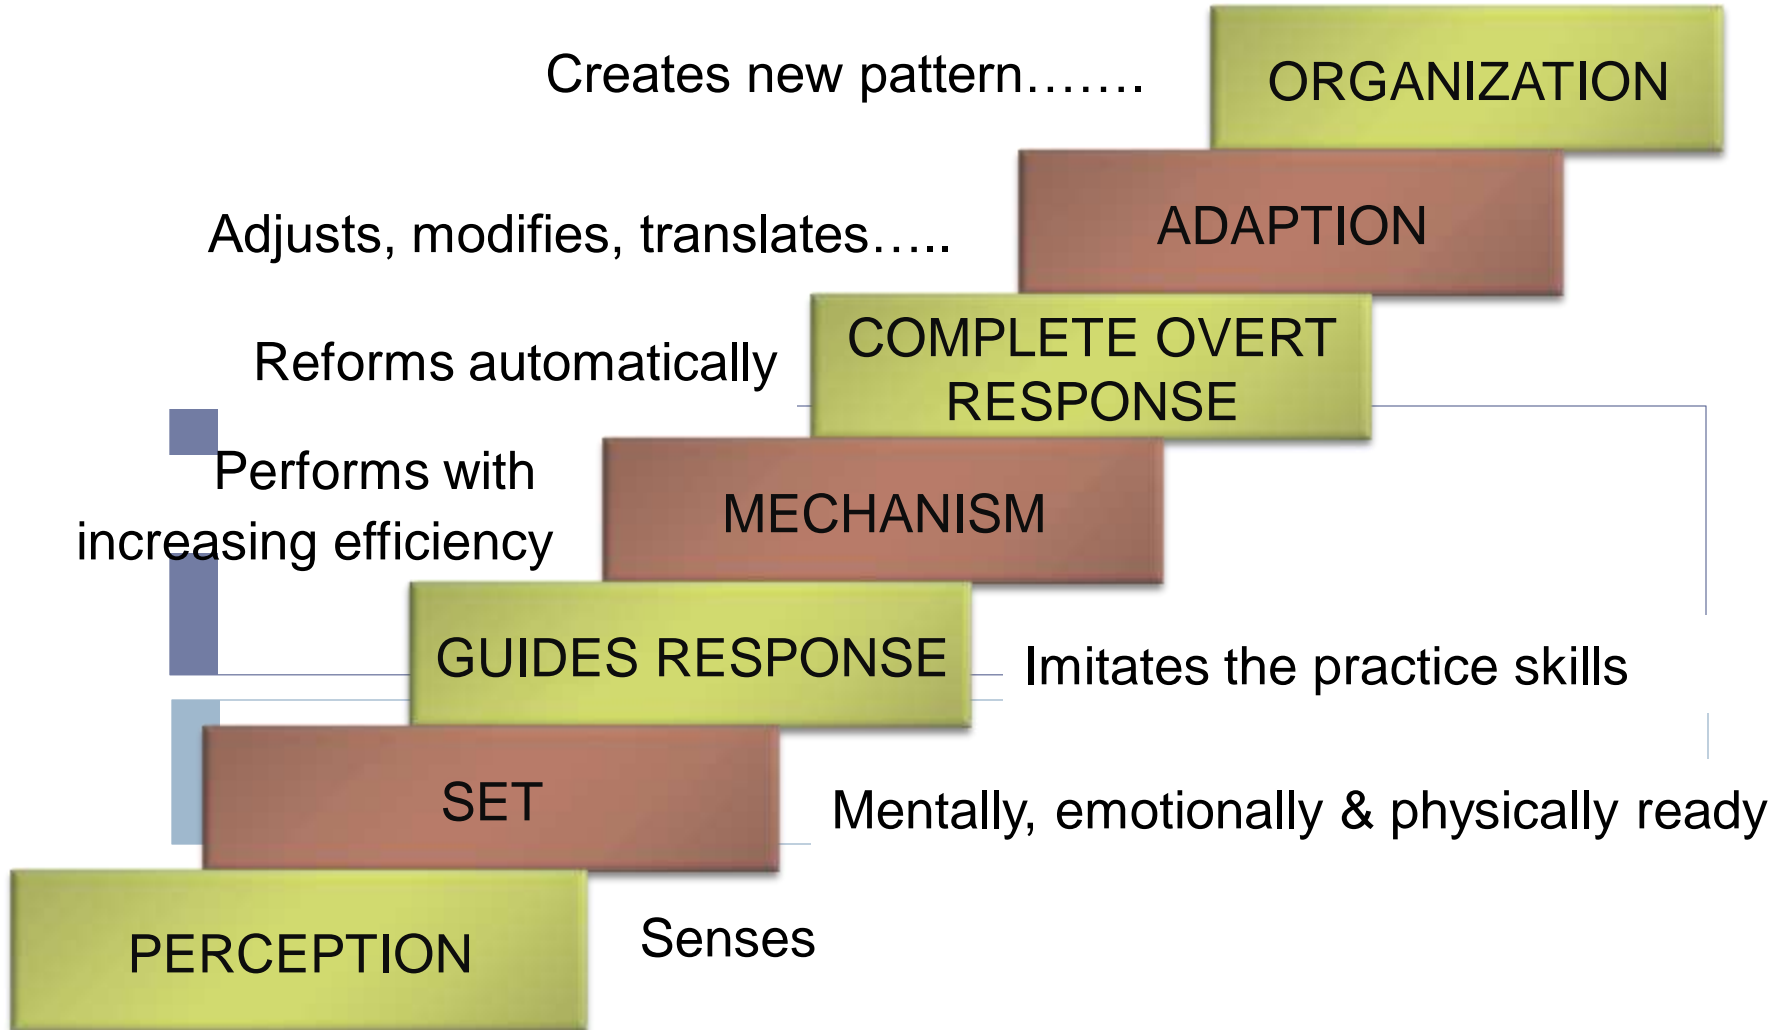 Creates new pattern…….
ORGANIZATION
Adjusts, modifies, translates…..
ADAPTION
Reforms automatically
COMPLETE OVERT
RESPONSE
Performs with
increasing efficiency
MECHANISM
GUIDES RESPONSE
Imitates the practice skills
SET
Mentally, emotionally & physically ready
PERCEPTION
Senses